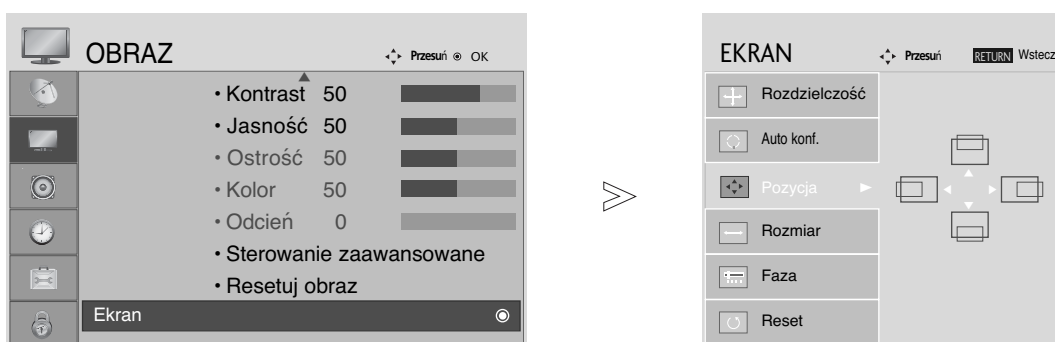 OBRAZ
Przesuń OK
• Kontrast 50
• Jasność 50
• Ostrość 50
• Kolor 50
• Odcień 0
• Sterowanie zaawansowane
• Resetuj obraz
Ekran
EKRAN
Przesuń RETURN Wstecz
Rozdzielczość
Auto konf.
Pozycja
Rozmiar
Faza
Reset